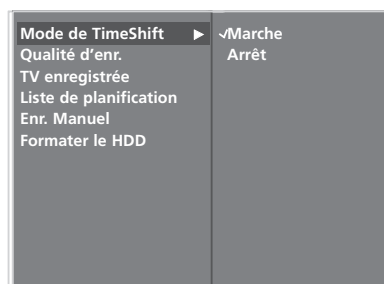 Mode de TimeShift ▶ ✓Marche
Qualité d’enr. Arrêt
TV enregistrée
Liste de planification
Enr. Manuel
Formater le HDD